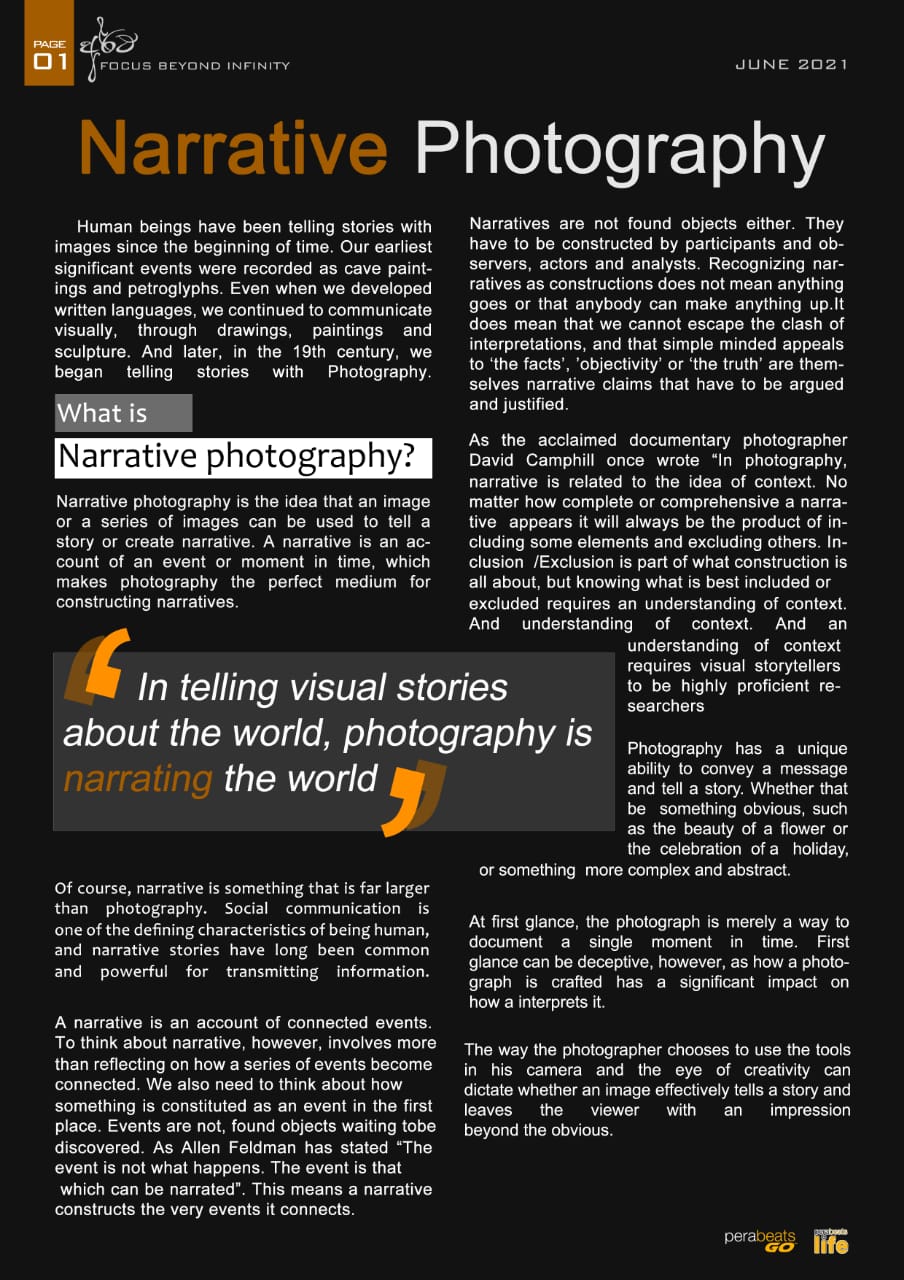 PAGE
01
FOCUS BEYOND INFINITY
JUNE 2021
Narrative Photography
Human beings have been telling stories with
images since the beginning of time. Our earliest
significant events were recorded as cave paint-
ings and petroglyphs. Even when we developed
written languages, we continued to communicate
visually, through drawings, paintings and
sculpture. And later, in the 19th century, we
began telling stories with Photography.
What is
Narrative photography?
Narrative photography is the idea that an image
or a series of images can be used to tell a
story or create narrative. A narrative is an ac-
count of an event or moment in time, which
makes photography the perfect medium for
constructing narratives.
‘‘ In telling visual stories
about the world, photography is
narrating the world ’’
Of course, narrative is something that is far larger
than photography. Social communication is
one of the defining characteristics of being human,
and narrative stories have long been common
and powerful for transmitting information.
A narrative is an account of connected events.
To think about narrative, however, involves more
than reflecting on how a series of events become
connected. We also need to think about how
something is constituted as an event in the first
place. Events are not, found objects waiting tobe
discovered. As Allen Feldman has stated “The
event is not what happens. The event is that
which can be narrated”. This means a narrative
constructs the very events it connects.
Narratives are not found objects either. They
have to be constructed by participants and ob-
servers, actors and analysts. Recognizing nar-
ratives as constructions does not mean anything
goes or that anybody can make anything up.It
does mean that we cannot escape the clash of
interpretations, and that simple minded appeals
to ‘the facts’, ’objectivity’ or ‘the truth’ are them-
selves narrative claims that have to be argued
and justified.
As the acclaimed documentary photographer
David Camphill once wrote “In photography,
narrative is related to the idea of context. No
matter how complete or comprehensive a narra-
tive appears it will always be the product of in-
cluding some elements and excluding others. In-
clusion /Exclusion is part of what construction is
all about, but knowing what is best included or
excluded requires an understanding of context.
And understanding of context. And an
understanding of context
requires visual storytellers
to be highly proficient re-
searchers
Photography has a unique
ability to convey a message
and tell a story. Whether that
be something obvious, such
as the beauty of a flower or
the celebration of a holiday,
or something more complex and abstract.
At first glance, the photograph is merely a way to
document a single moment in time. First
glance can be deceptive, however, as how a photo-
graph is crafted has a significant impact on
how a interprets it.
The way the photographer chooses to use the tools
in his camera and the eye of creativity can
dictate whether an image effectively tells a story and
leaves the viewer with an impression
beyond the obvious.
perabeats
GO
perabeats
life